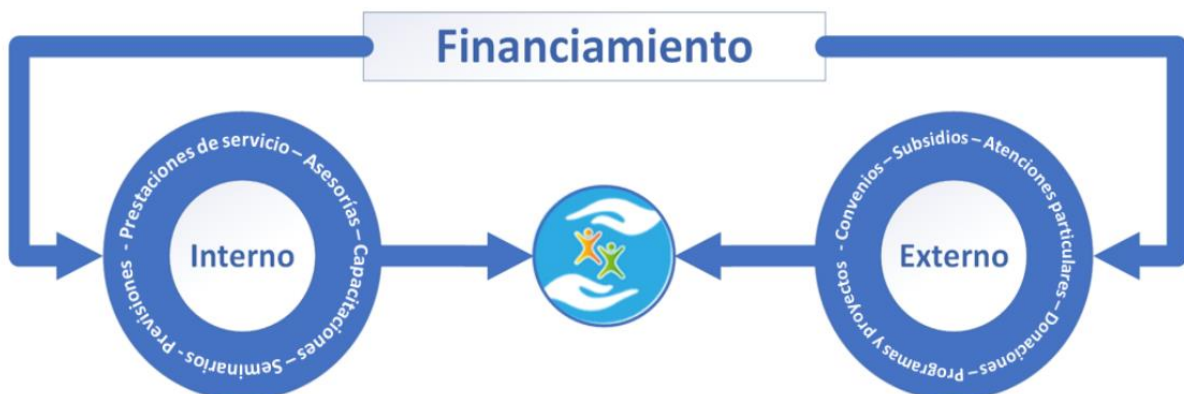 Financiamiento
Prestaciones de servicio – Asesorías – Capacitaciones – Seminarios - Previsiones -
Interno
Convenios – Subsidios – Atenciones particulares – Donaciones – Programas y proyectos -
Externo